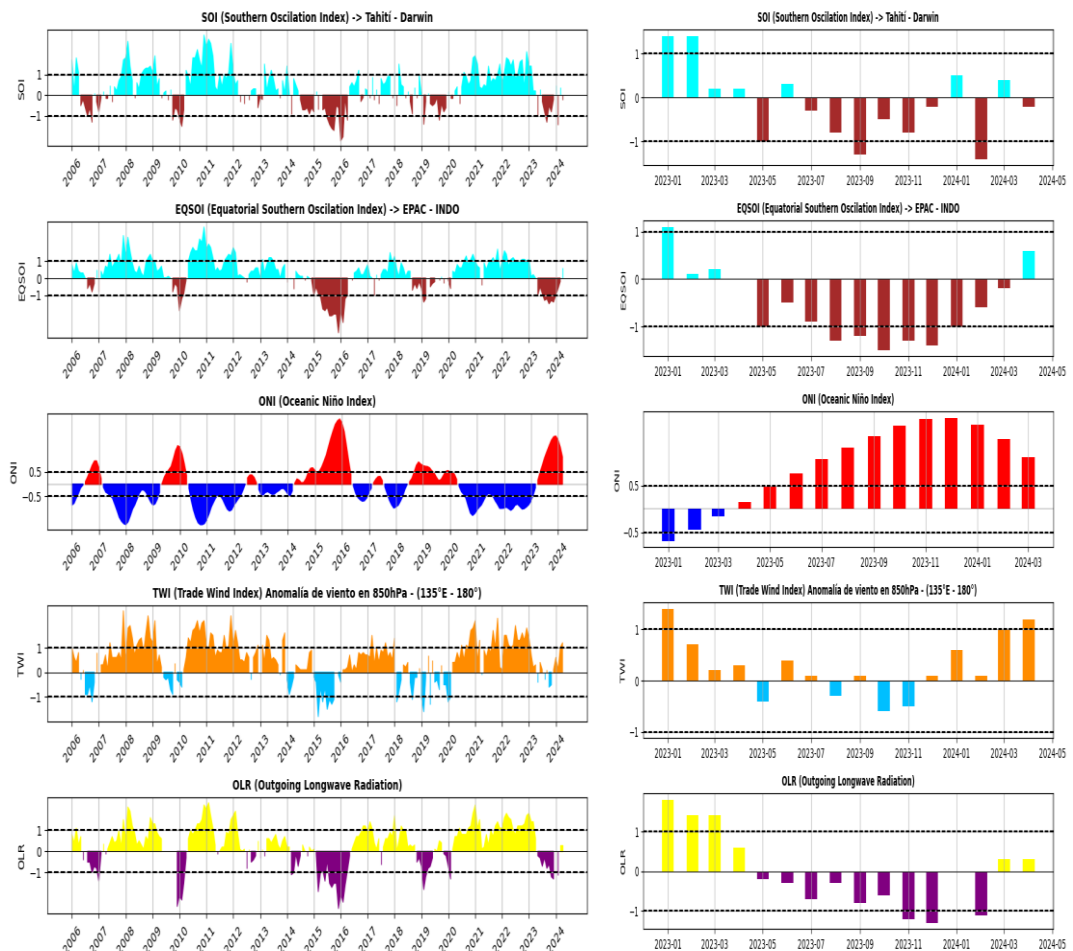 SOI (Southern Oscilation Index) -> Tahití - Darwin
SOI
1
0
−1
2006 2007 2008 2009 2010 2011 2012 2013 2014 2015 2016 2017 2018 2019 2020 2021 2022 2023 2024
SOI (Southern Oscilation Index) -> Tahití - Darwin
SOI
1
0
−1
2023-01 2023-03 2023-05 2023-07 2023-09 2023-11 2024-01 2024-03 2024-05
EQSOI (Equatorial Southern Oscilation Index) -> EPAC - INDO
EQSOI
1
0
−1
2006 2007 2008 2009 2010 2011 2012 2013 2014 2015 2016 2017 2018 2019 2020 2021 2022 2023 2024
EQSOI (Equatorial Southern Oscilation Index) -> EPAC - INDO
EQSOI
1
0
−1
2023-01 2023-03 2023-05 2023-07 2023-09 2023-11 2024-01 2024-03 2024-05
ONI (Oceanic Niño Index)
ONI
0.5
−0.5
2006 2007 2008 2009 2010 2011 2012 2013 2014 2015 2016 2017 2018 2019 2020 2021 2022 2023 2024
ONI (Oceanic Niño Index)
ONI
0.5
−0.5
2023-01 2023-03 2023-05 2023-07 2023-09 2023-11 2024-01 2024-03
TWI (Trade Wind Index) Anomalía de viento en 850hPa - (135°E - 180°)
TWI
1
0
−1
2006 2007 2008 2009 2010 2011 2012 2013 2014 2015 2016 2017 2018 2019 2020 2021 2022 2023 2024
TWI (Trade Wind Index) Anomalía de viento en 850hPa - (135°E - 180°)
TWI
1
0
−1
2023-01 2023-03 2023-05 2023-07 2023-09 2023-11 2024-01 2024-03 2024-05
OLR (Outgoing Longwave Radiation)
OLR
1
0
−1
2006 2007 2008 2009 2010 2011 2012 2013 2014 2015 2016 2017 2018 2019 2020 2021 2022 2023 2024
OLR (Outgoing Longwave Radiation)
OLR
1
0
−1
2023-01 2023-03 2023-05 2023-07 2023-09 2023-11 2024-01 2024-03 2024-05